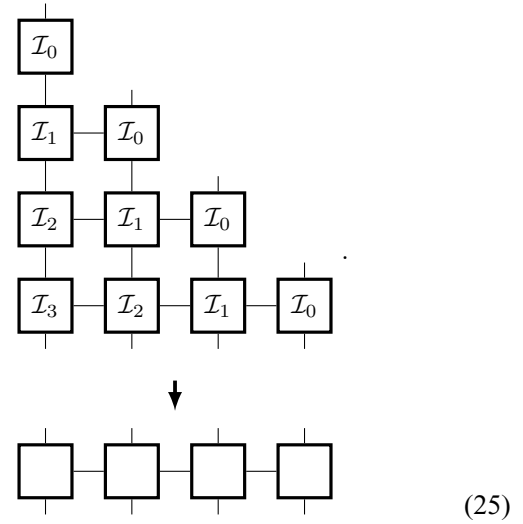 𝓘₀
𝓘₁ 𝓘₀
𝓘₂ 𝓘₁ 𝓘₀
.
𝓘₃ 𝓘₂ 𝓘₁ 𝓘₀
(25)